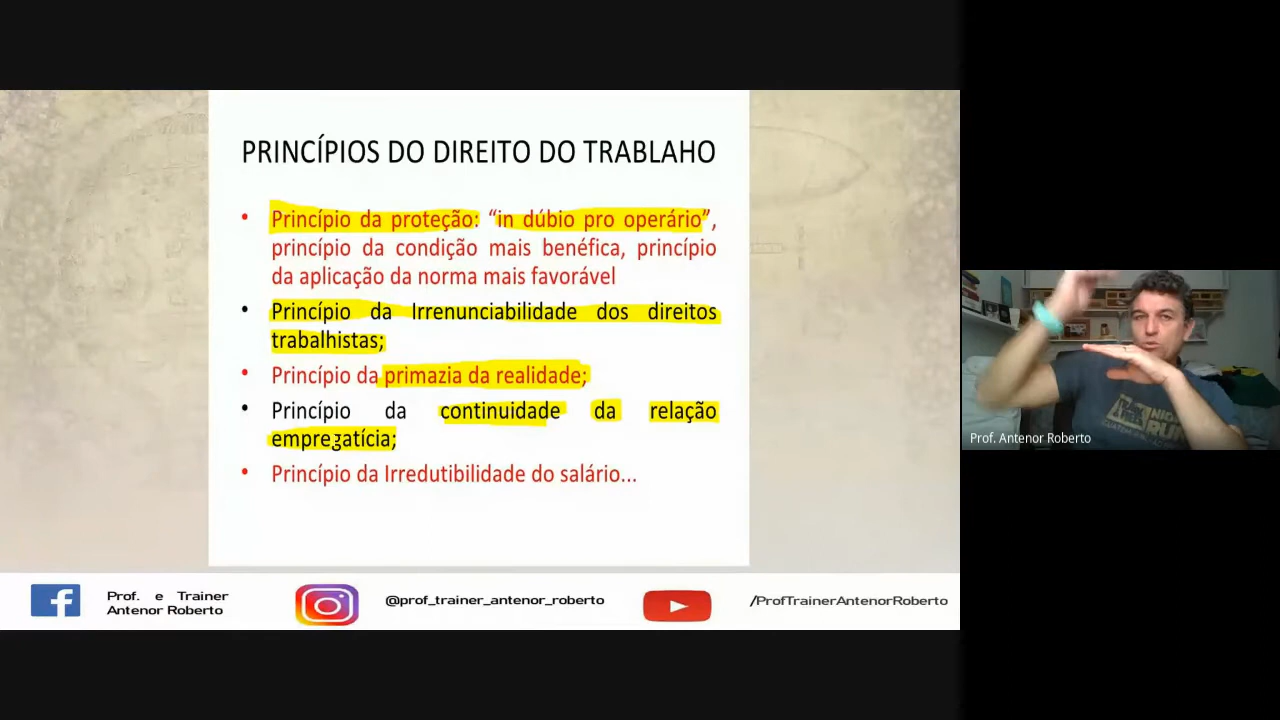 PRINCÍPIOS DO DIREITO DO TRABLAHO
• Princípio da proteção: “in dúbio pro operário”,
princípio da condição mais benéfica, princípio
da aplicação da norma mais favorável
• Princípio da Irrenunciabilidade dos direitos
trabalhistas;
• Princípio da primazia da realidade;
• Princípio da continuidade da relação
empregatícia;
• Princípio da Irredutibilidade do salário...
Prof. e Trainer
Antenor Roberto
@prof_trainer_antenor_roberto
/ProfTrainerAntenorRoberto
Prof. Antenor Roberto